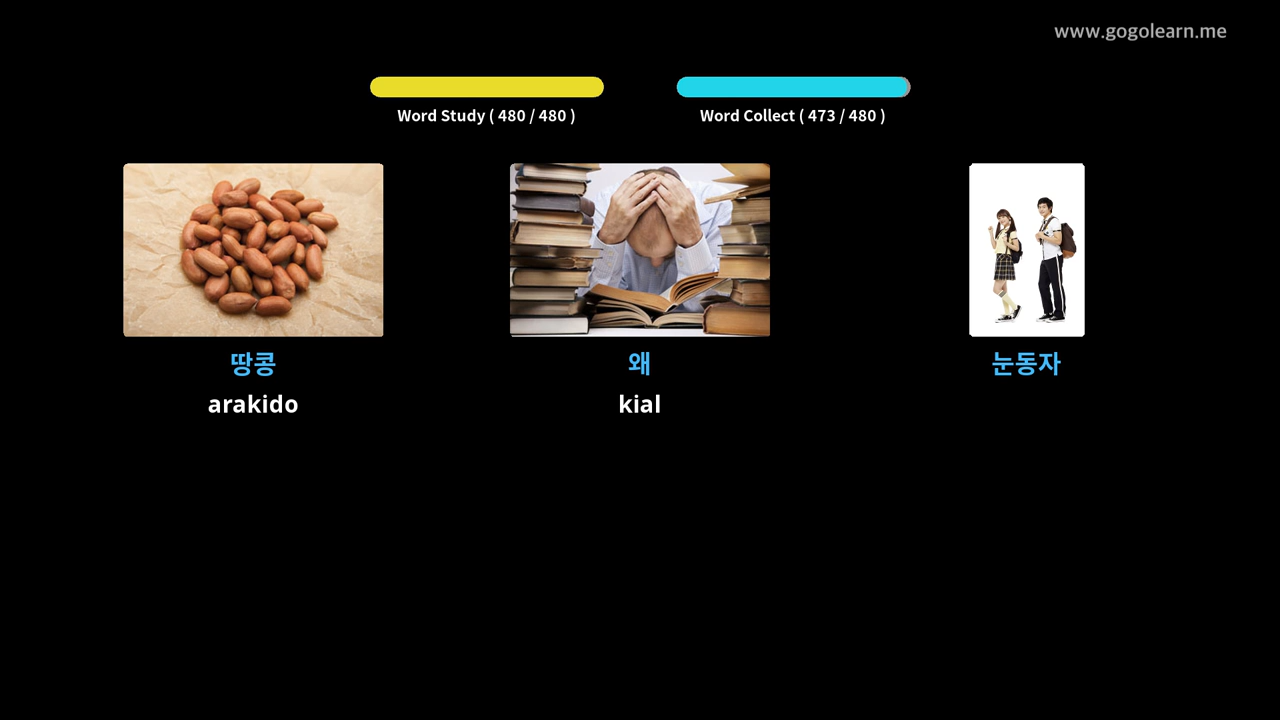 www.gogolearn.me
Word Study ( 480 / 480 )
Word Collect ( 473 / 480 )
땅콩
왜
눈동자
arakido
kial